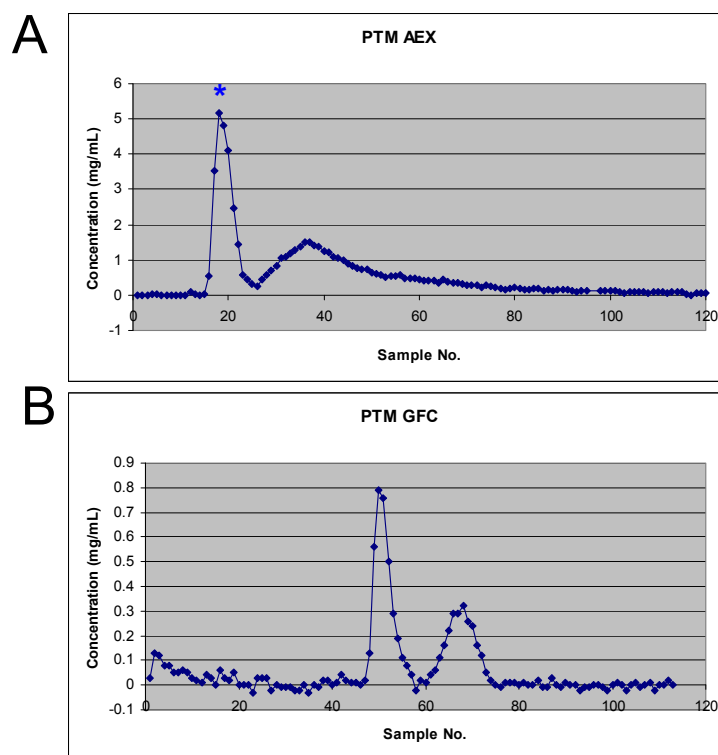 A
PTM AEX
*
6
5
4
3
2
1
0
-1
0 20 40 60 80 100 120
Concentration (mg/mL)
Sample No.
B
PTM GFC
0.9
0.8
0.7
0.6
0.5
0.4
0.3
0.2
0.1
0
-0.1
0 20 40 60 80 100 120
Concentration (mg/mL)
Sample No.